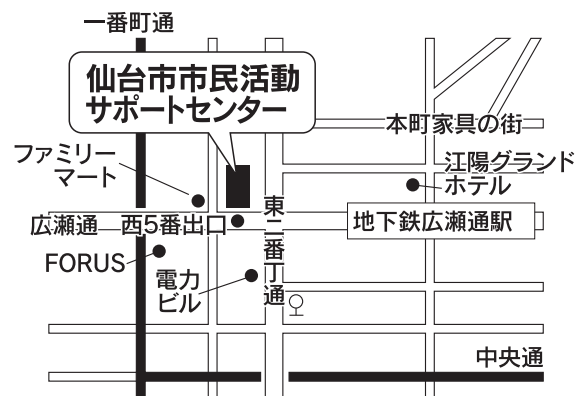 一番町通
仙台市市民活動
サポートセンター
本町家具の街
ファミリー
マート
江陽グランド
ホテル
広瀬通
西5番出口
東二番丁通
地下鉄広瀬通駅
FORUS
電力
ビル
中央通